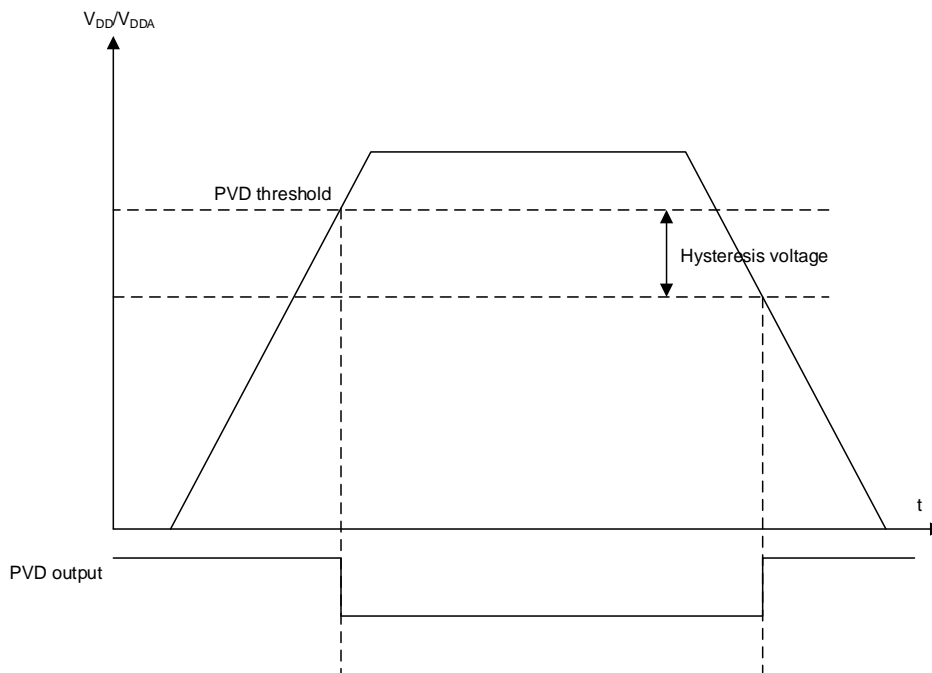 VDD/VDDA
PVD threshold
Hysteresis voltage
t
PVD output